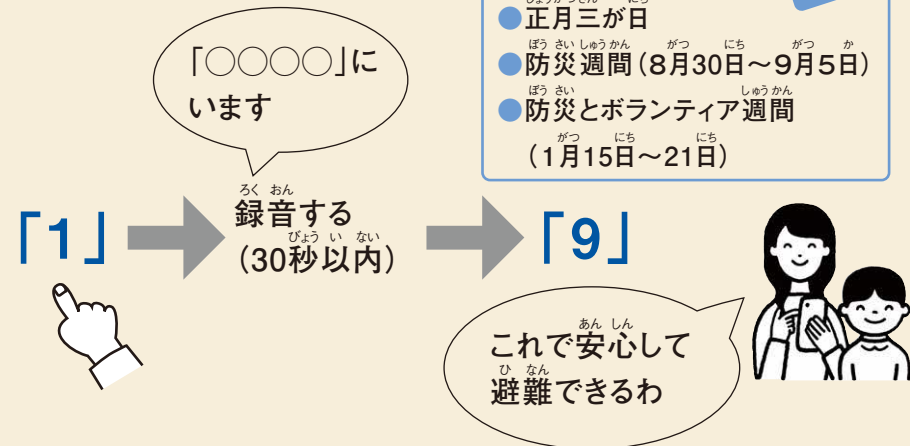 ●正月三が日
●防災週間（8月30日～9月5日）
●防災とボランティア週間
（1月15日～21日）
「○○○○」に
います
「1」
録音する
（30秒以内）
「9」
これで安心して
避難できるわ